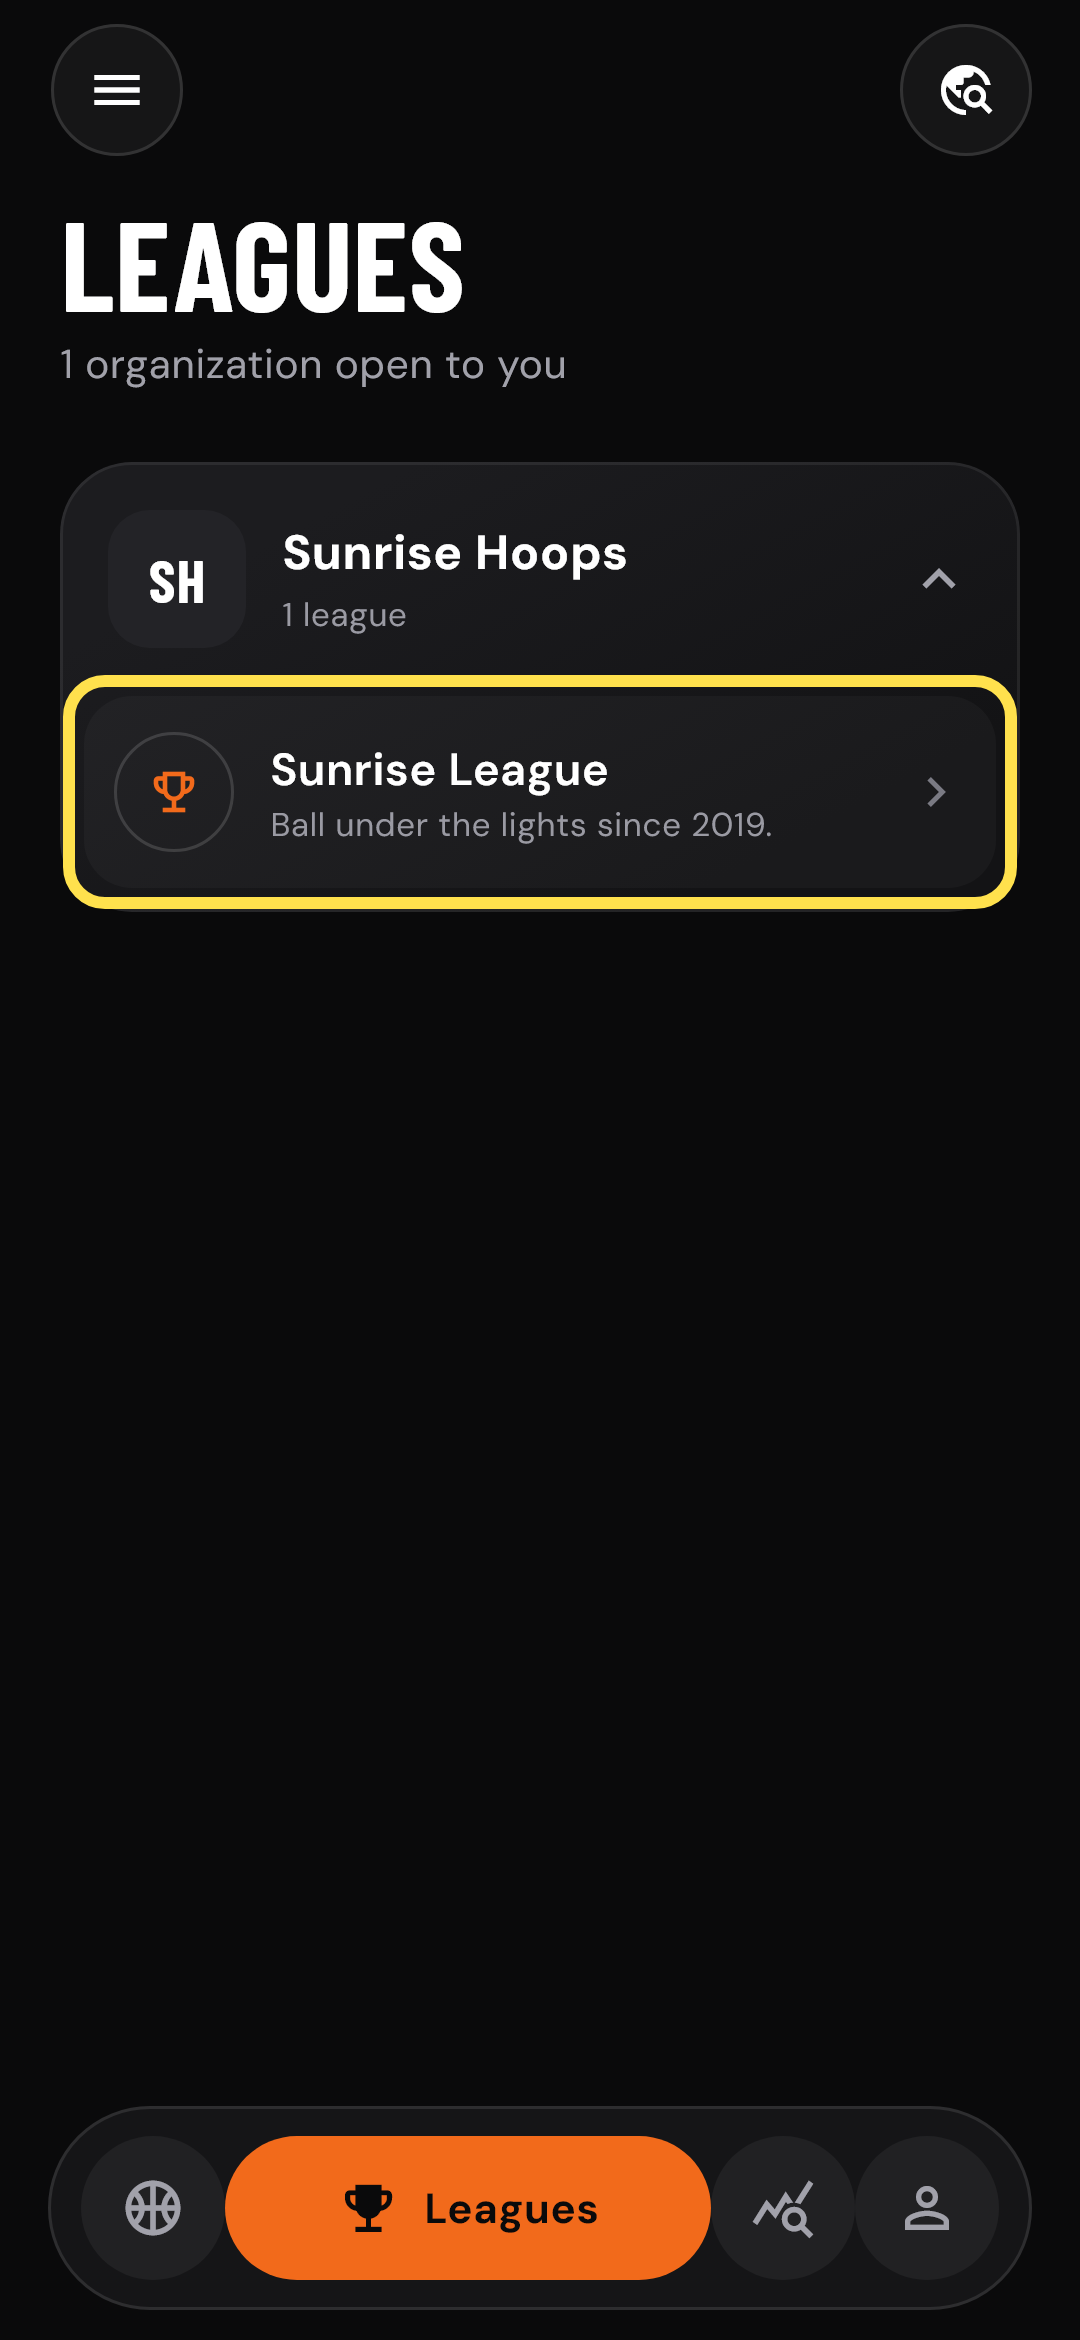 LEAGUES
1 organization open to you
SH
Sunrise Hoops
1 league
Sunrise League
Ball under the lights since 2019.
Leagues